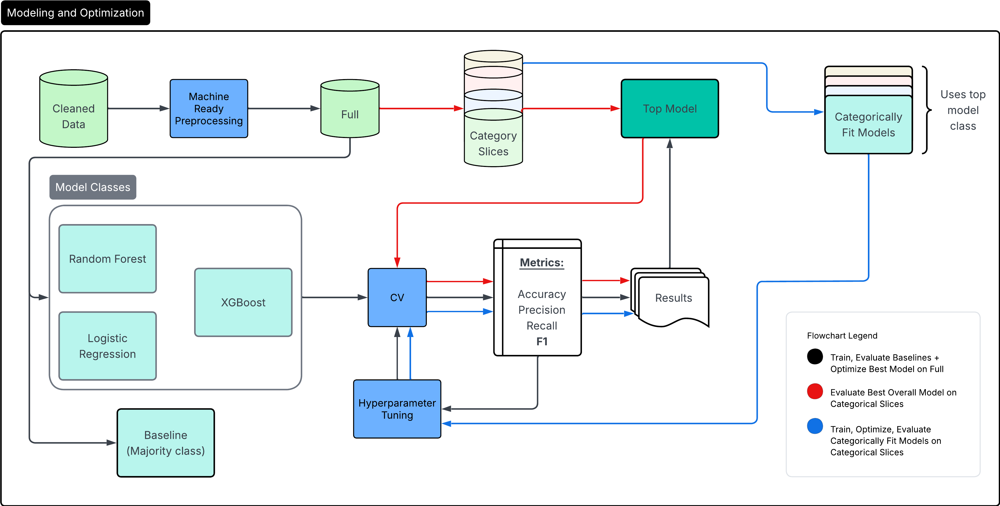 Modeling and Optimization
Cleaned
Data
Machine
Ready
Preprocessing
Full
Category
Slices
Top Model
Categorically
Fit Models
Uses top
model
class
Model Classes
Random Forest
XGBoost
Logistic
Regression
Baseline
(Majority class)
CV
Hyperparameter
Tuning
Metrics:
Accuracy
Precision
Recall
F1
Results
Flowchart Legend
Train, Evaluate Baselines +
Optimize Best Model on Full
Evaluate Best Overall Model on
Categorical Slices
Train, Optimize, Evaluate
Categorically Fit Models on
Categorical Slices